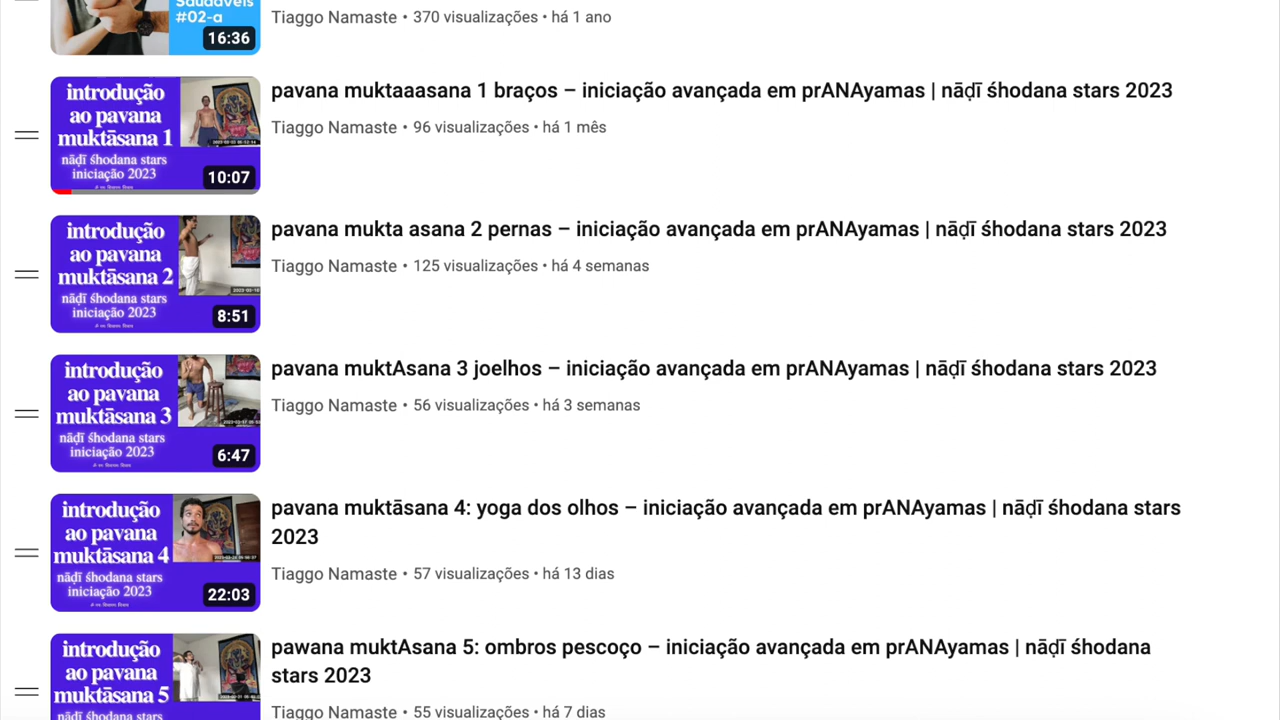 Saudáveis
#02-a
16:36
Tiaggo Namaste • 370 visualizações • há 1 ano
introdução
ao pavana
muktāsana 1
nāḍī śhodana stars
iniciação 2023
10:07
pavana muktaaasana 1 braços – iniciação avançada em prANAyamas | nāḍī śhodana stars 2023
Tiaggo Namaste • 96 visualizações • há 1 mês
introdução
ao pavana
muktāsana 2
nāḍī śhodana stars
iniciação 2023
8:51
pavana mukta asana 2 pernas – iniciação avançada em prANAyamas | nāḍī śhodana stars 2023
Tiaggo Namaste • 125 visualizações • há 4 semanas
introdução
ao pavana
muktāsana 3
nāḍī śhodana stars
iniciação 2023
6:47
pavana muktAsana 3 joelhos – iniciação avançada em prANAyamas | nāḍī śhodana stars 2023
Tiaggo Namaste • 56 visualizações • há 3 semanas
introdução
ao pavana
muktāsana 4
nāḍī śhodana stars
iniciação 2023
22:03
pavana muktāsana 4: yoga dos olhos – iniciação avançada em prANAyamas | nāḍī śhodana stars
2023
Tiaggo Namaste • 57 visualizações • há 13 dias
introdução
ao pavana
muktāsana 5
nāḍī śhodana stars
pawana muktAsana 5: ombros pescoço – iniciação avançada em prANAyamas | nāḍī śhodana
stars 2023
Tiaggo Namaste • 55 visualizações • há 7 dias